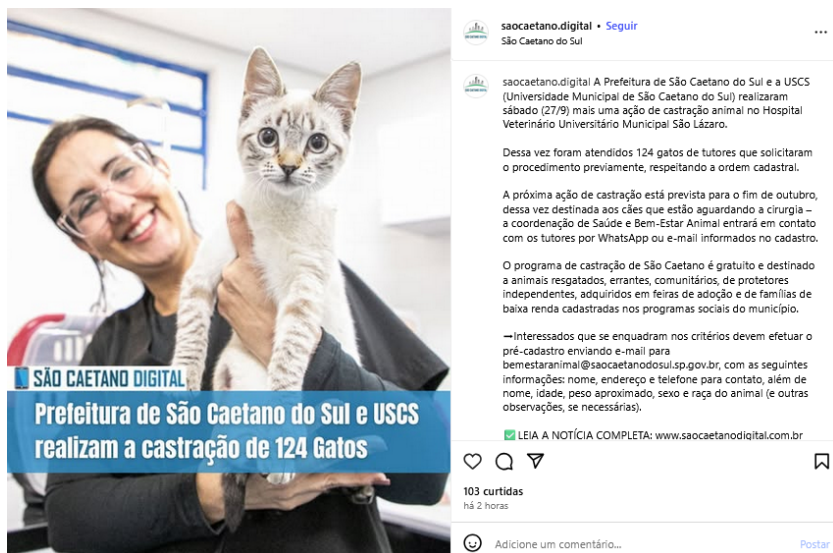 SÃO CAETANO DIGITAL
Prefeitura de São Caetano do Sul e USCS
realizam a castração de 124 Gatos
saocaetano.digital • Seguir
São Caetano do Sul
saocaetano.digital A Prefeitura de São Caetano do Sul e a USCS
(Universidade Municipal de São Caetano do Sul) realizaram
sábado (27/9) mais uma ação de castração animal no Hospital
Veterinário Universitário Municipal São Lázaro.
Dessa vez foram atendidos 124 gatos de tutores que solicitaram
o procedimento previamente, respeitando a ordem cadastral.
A próxima ação de castração está prevista para o fim de outubro,
dessa vez destinada aos cães que estão aguardando a cirurgia –
a coordenação de Saúde e Bem-Estar Animal entrará em contato
com os tutores por WhatsApp ou e-mail informados no cadastro.
O programa de castração de São Caetano é gratuito e destinado
a animais resgatados, errantes, comunitários, de protetores
independentes, adquiridos em feiras de adoção e de famílias de
baixa renda cadastradas nos programas sociais do município.
➞Interessados que se enquadram nos critérios devem efetuar o
pré-cadastro enviando e-mail para
bemestaranimal@saocaetanodosul.sp.gov.br, com as seguintes
informações: nome, endereço e telefone para contato, além de
nome, idade, peso aproximado, sexo e raça do animal (e outras
observações, se necessárias).
✅ LEIA A NOTÍCIA COMPLETA: www.saocaetanodigital.com.br
103 curtidas
há 2 horas
Adicione um comentário...
Postar